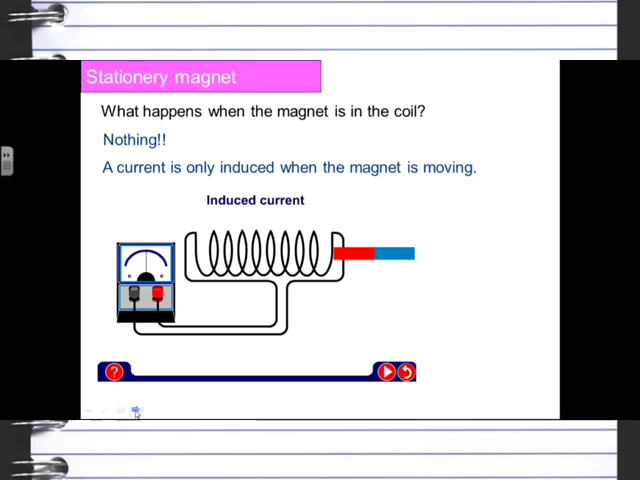 Stationery magnet
What happens when the magnet is in the coil?
Nothing!!
A current is only induced when the magnet is moving.
Induced current
?